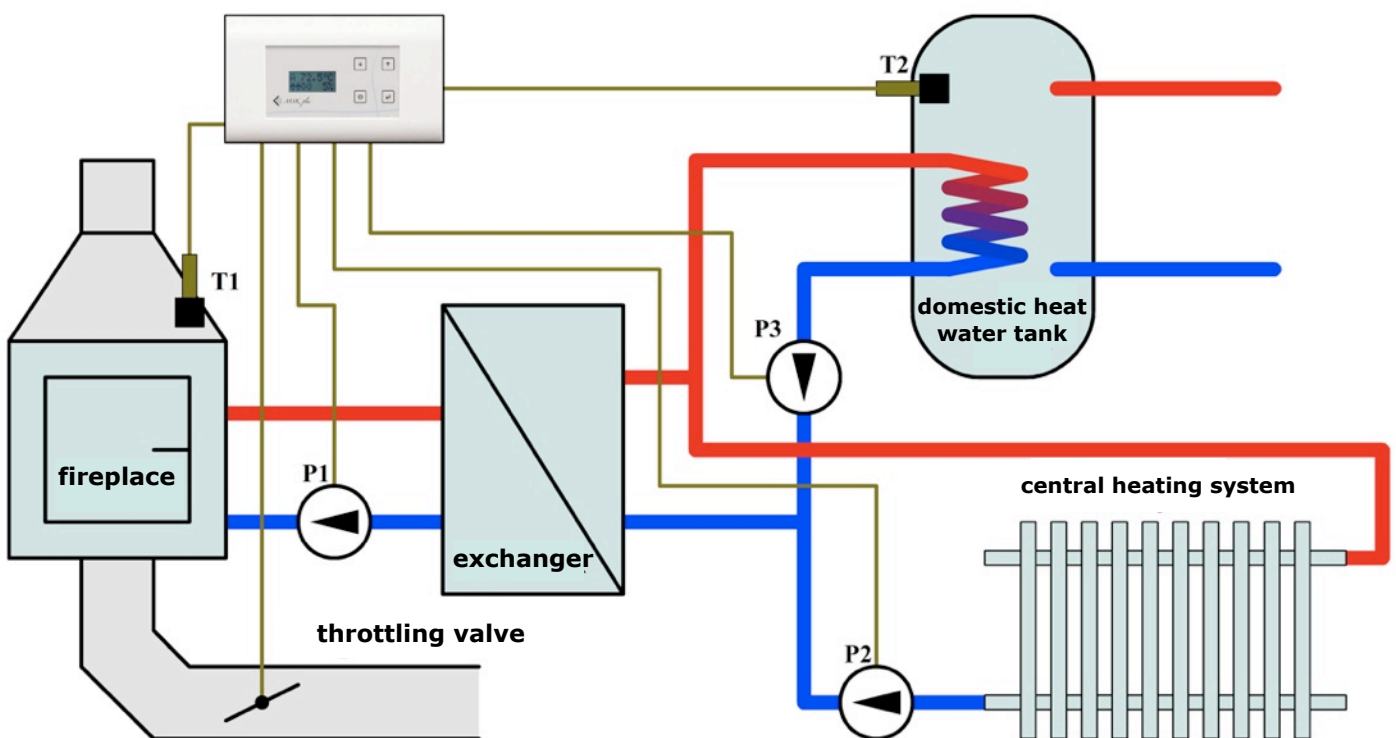 T2
T1
domestic heat
water tank
P3
fireplace
P1
central heating system
exchanger
throttling valve
P2